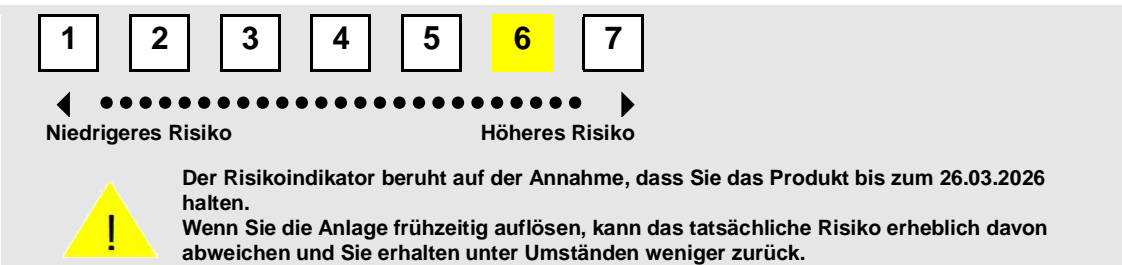 1 2 3 4 5 6 7
Niedrigeres Risiko Höheres Risiko
Der Risikoindikator beruht auf der Annahme, dass Sie das Produkt bis zum 26.03.2026
halten.
Wenn Sie die Anlage frühzeitig auflösen, kann das tatsächliche Risiko erheblich davon
abweichen und Sie erhalten unter Umständen weniger zurück.
!